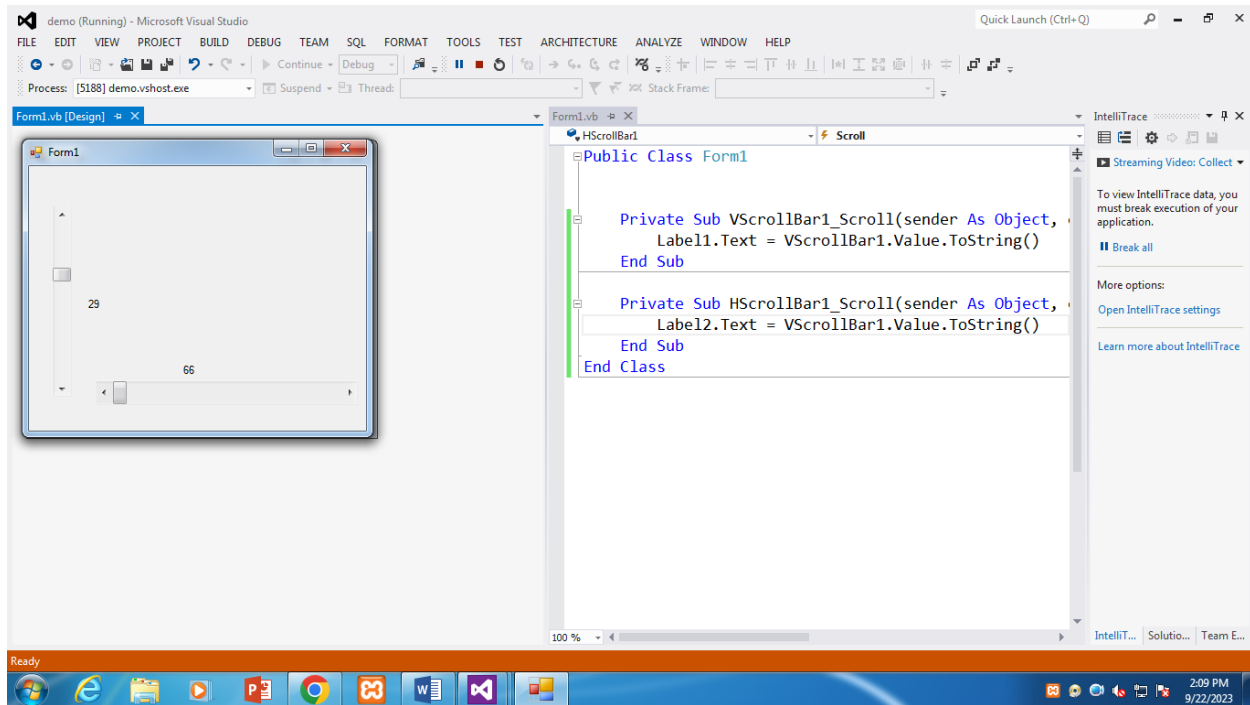 demo (Running) - Microsoft Visual Studio
Quick Launch (Ctrl+Q)
FILE EDIT VIEW PROJECT BUILD DEBUG TEAM SQL FORMAT TOOLS TEST ARCHITECTURE ANALYZE WINDOW HELP
Continue Debug
Process: [5188] demo.vshost.exe Suspend Thread: Stack Frame:
Form1.vb [Design]
Form1
29
66
Form1.vb
HScrollBar1 Scroll
Public Class Form1
Private Sub VScrollBar1_Scroll(sender As Object,
Label1.Text = VScrollBar1.Value.ToString()
End Sub
Private Sub HScrollBar1_Scroll(sender As Object,
Label2.Text = VScrollBar1.Value.ToString()
End Sub
End Class
100 %
IntelliTrace
Streaming Video: Collect
To view IntelliTrace data, you
must break execution of your
application.
Break all
More options:
Open IntelliTrace settings
Learn more about IntelliTrace
IntelliT... Solutio... Team E...
Ready
2:09 PM
9/22/2023